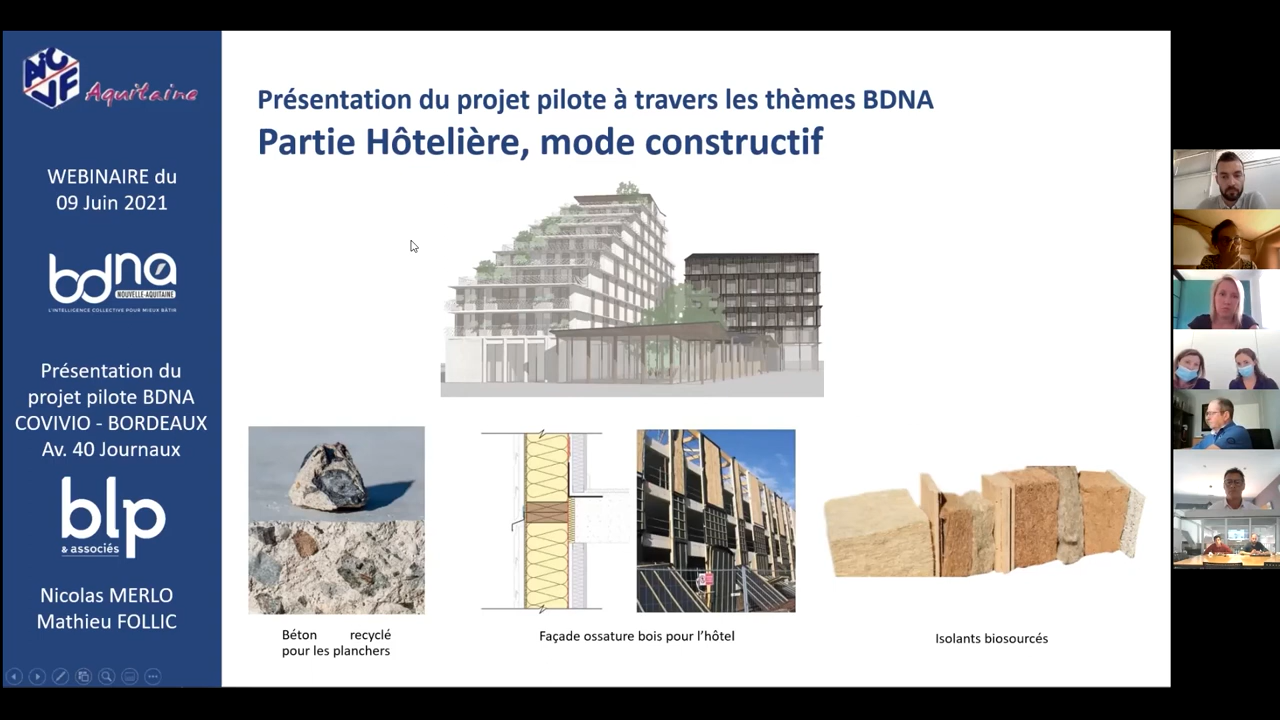 AICVF
Aquitaine
WEBINAIRE du
09 Juin 2021
bdna
NOUVELLE-AQUITAINE
L'INTELLIGENCE COLLECTIVE POUR MIEUX BÂTIR
Présentation du
projet pilote BDNA
COVIVIO - BORDEAUX
Av. 40 Journaux
blp
& associés
Nicolas MERLO
Mathieu FOLLIC
Présentation du projet pilote à travers les thèmes BDNA
Partie Hôtelière, mode constructif
Béton recyclé
pour les planchers
Façade ossature bois pour l'hôtel
Isolants biosourcés